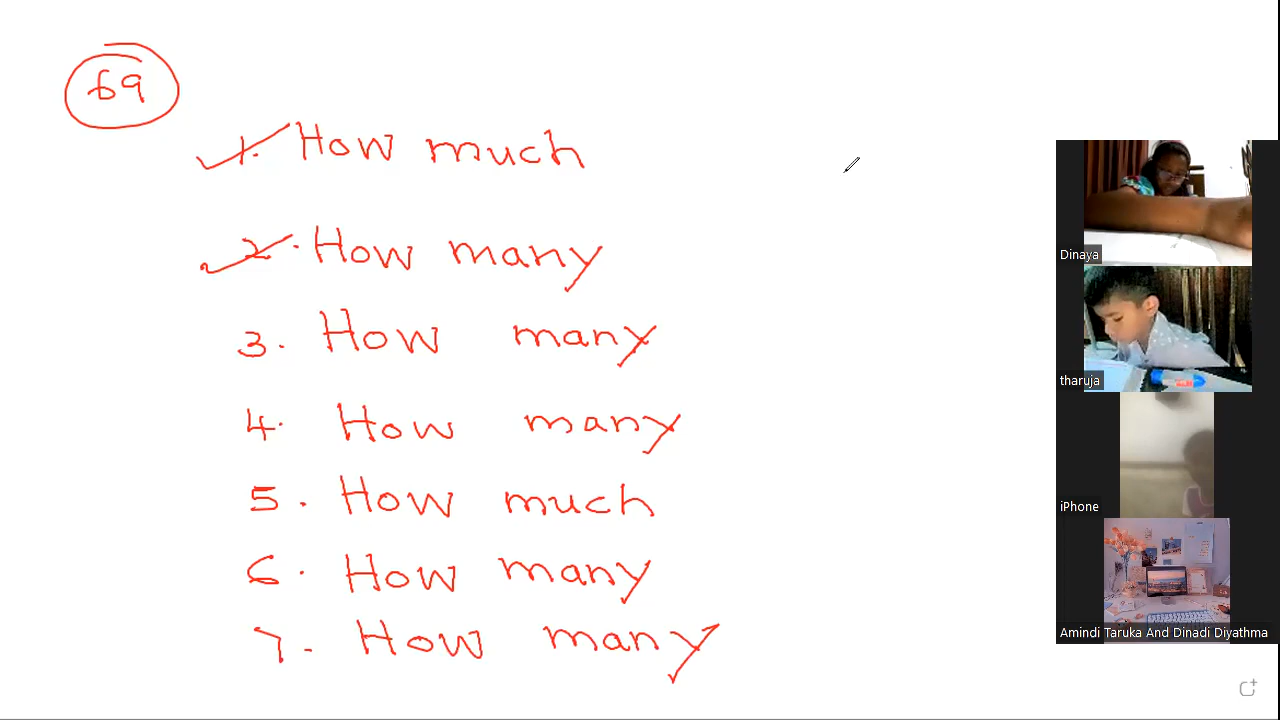 69
1. How much
2. How many
3. How many
4. How many
5. How much
6. How many
7. How many
Dinaya
tharuja
iPhone
Amindi Taruka And Dinadi Diyathma